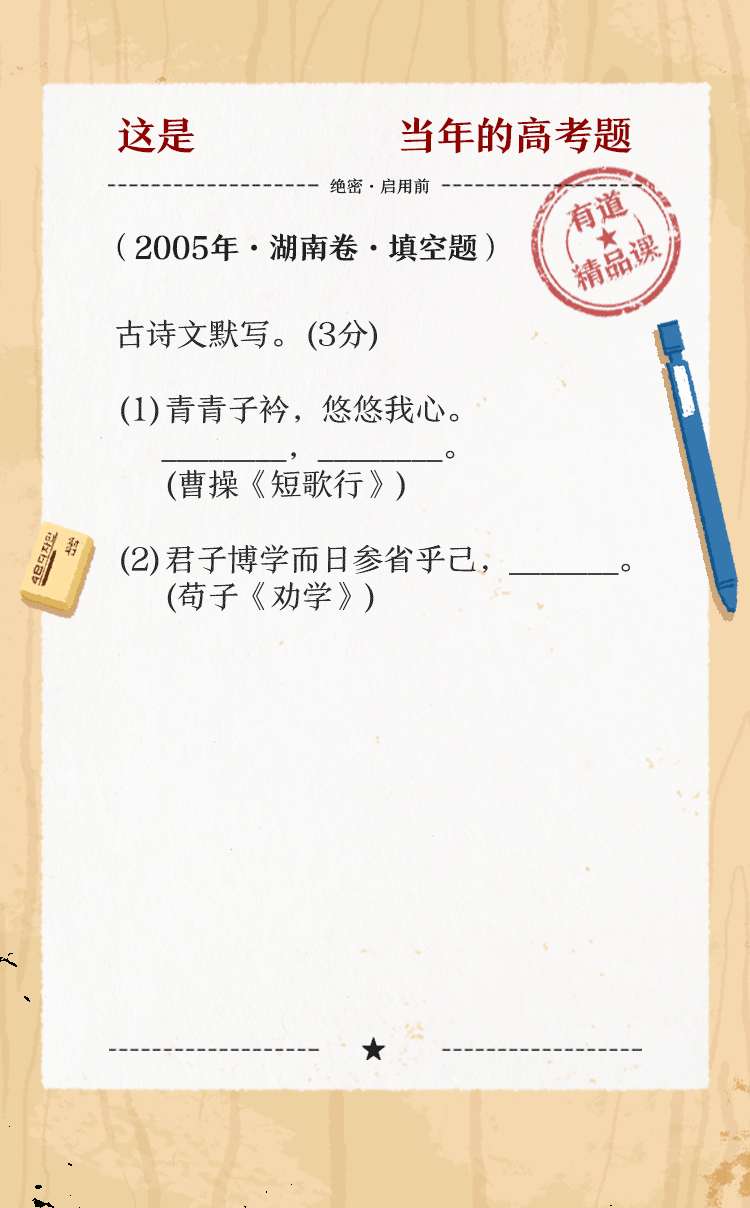 这是 当年的高考题
绝密·启用前
有道
精品课
（2005年·湖南卷·填空题）
古诗文默写。(3分)
(1)青青子衿，悠悠我心。
________，________。
(曹操《短歌行》)
(2)君子博学而日参省乎己，_______。
(荀子《劝学》)